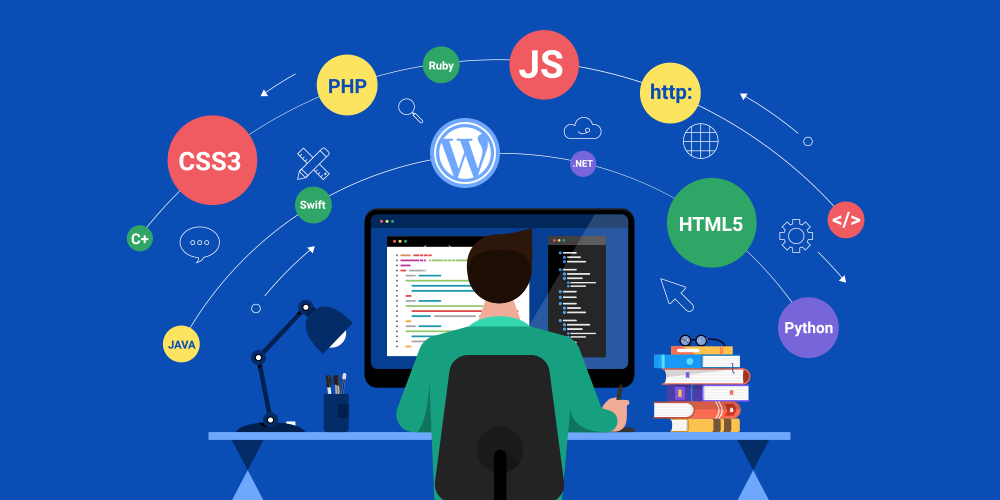 JS
Ruby
PHP
http:
CSS3
W
.NET
Swift
HTML5
</>
C+
Python
JAVA